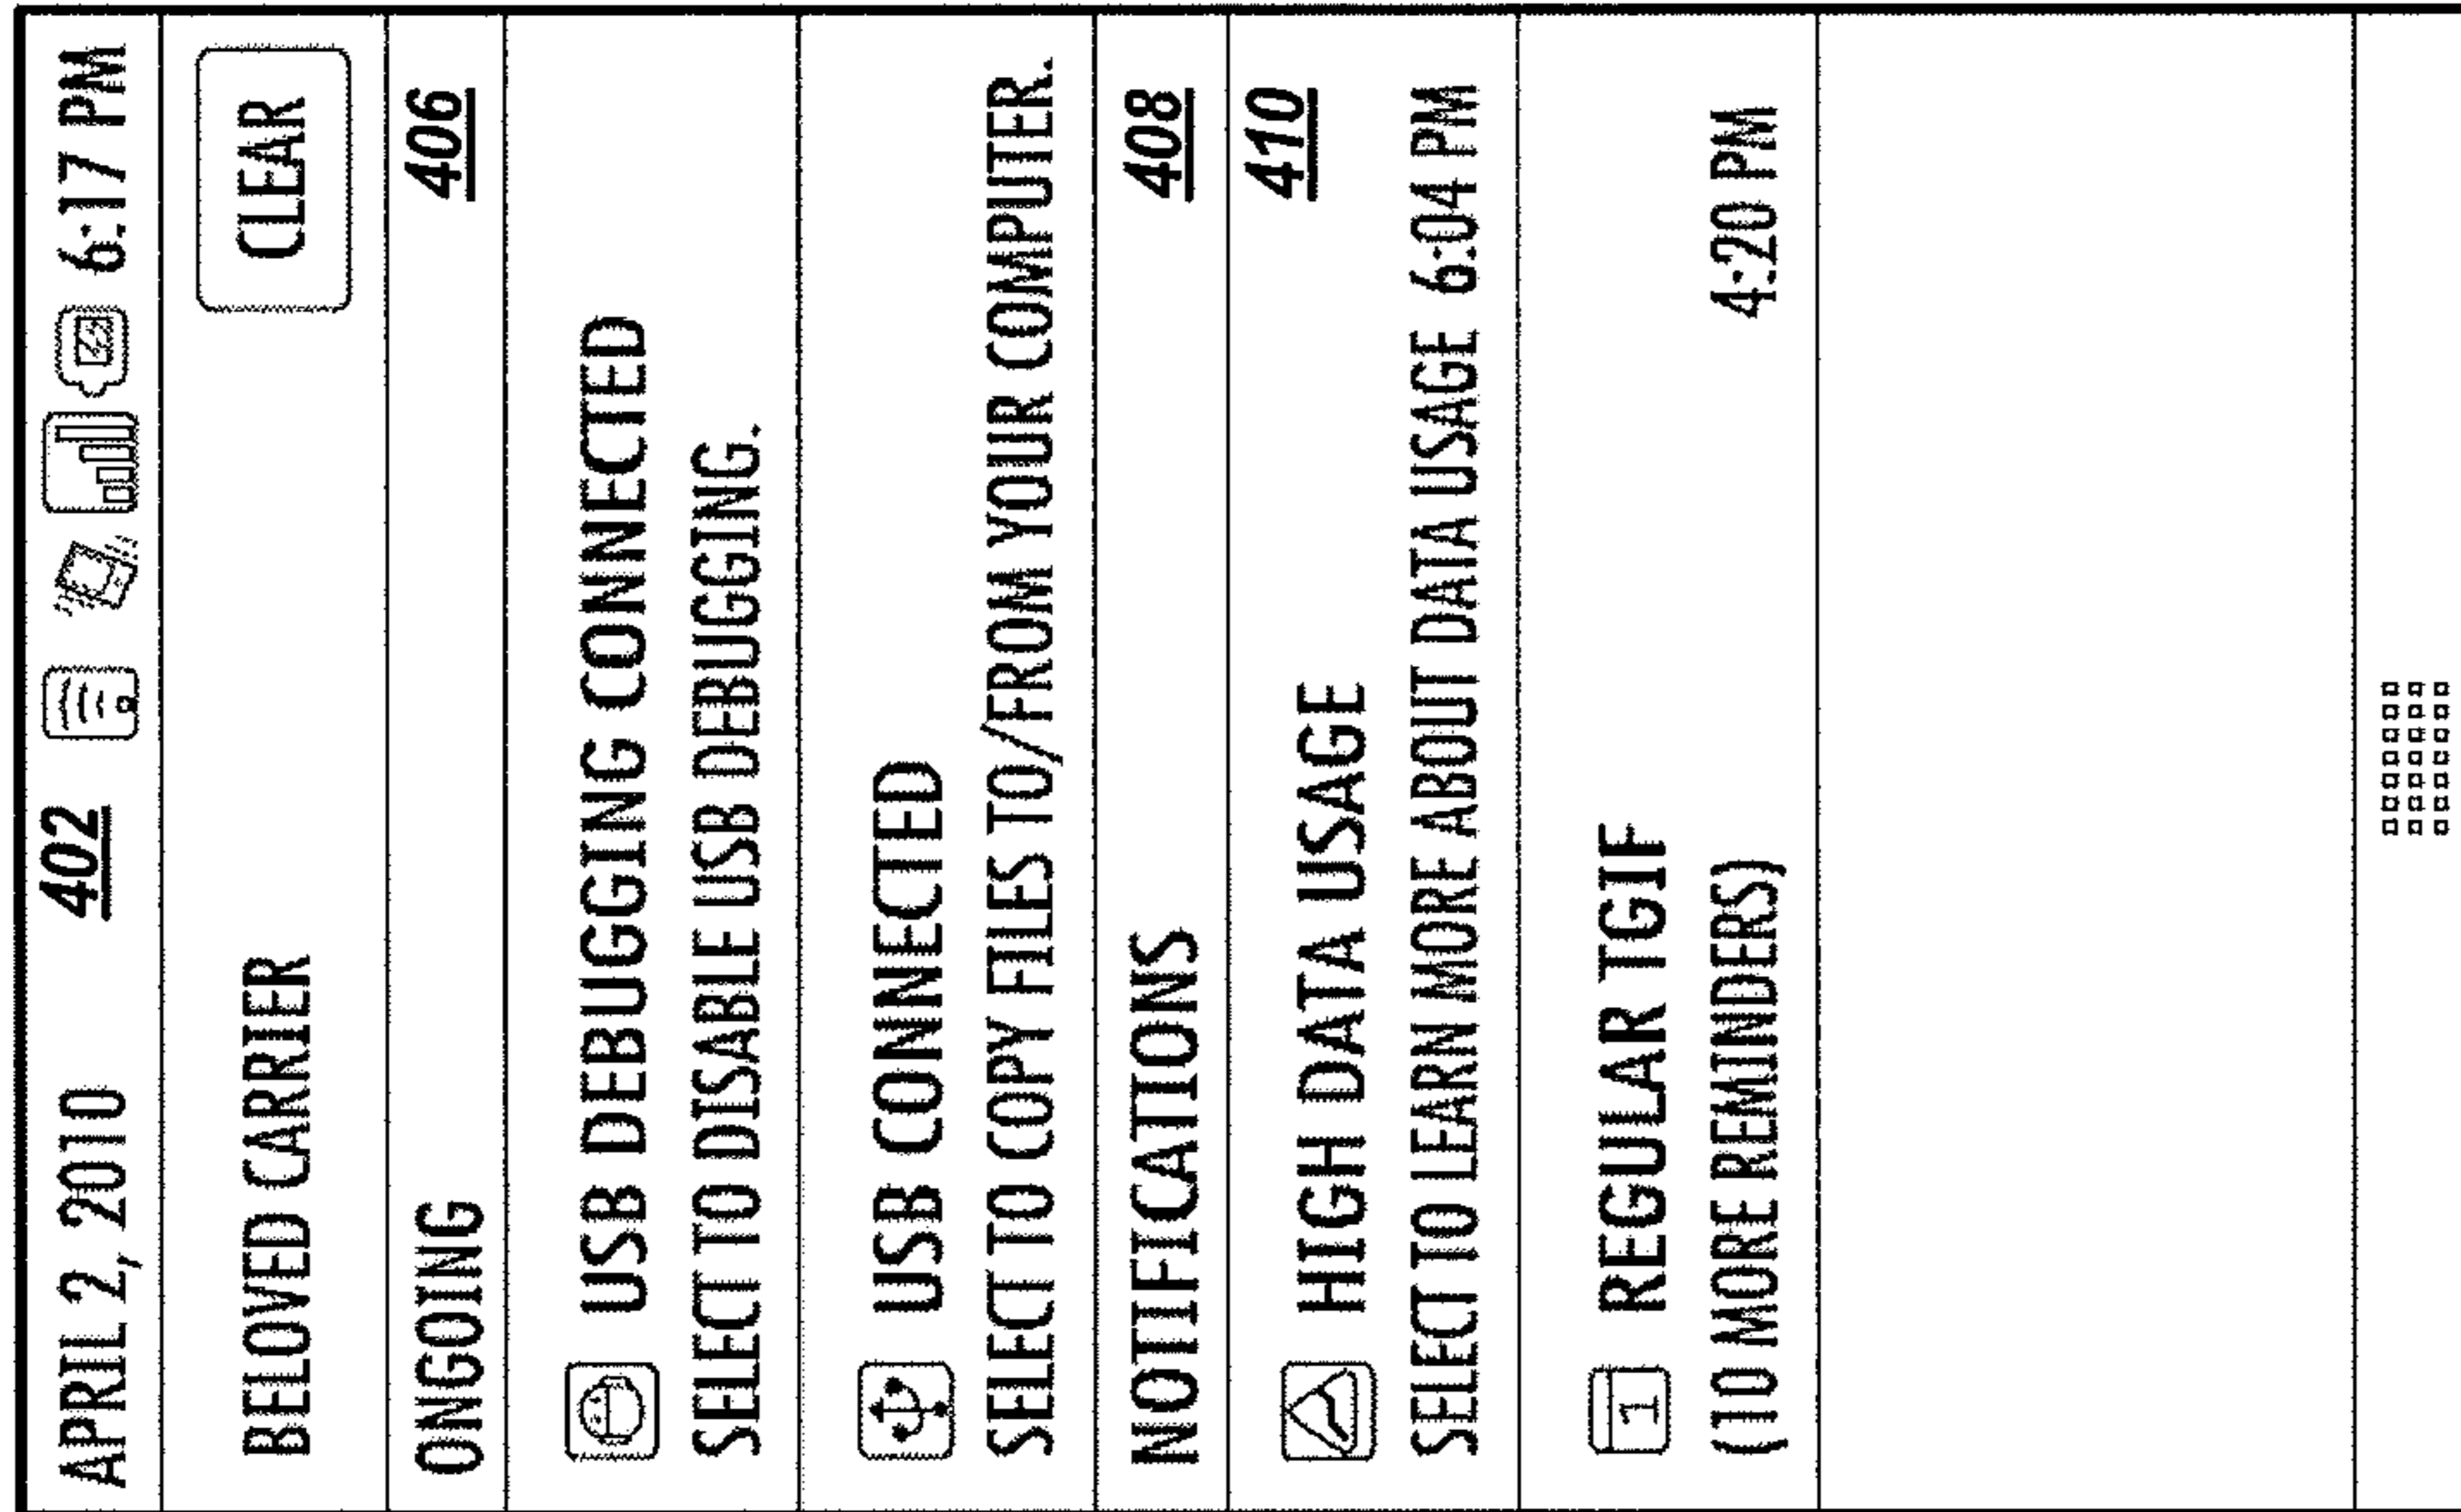 APRIL 2, 2010 402 6:17 PM
BELOVED CARRIER CLEAR
ONGOING 406
USB DEBUGGING CONNECTED
SELECT TO DISABLE USB DEBUGGING.
USB CONNECTED
SELECT TO COPY FILES TO/FROM YOUR COMPUTER.
NOTIFICATIONS 408
HIGH DATA USAGE 410
SELECT TO LEARN MORE ABOUT DATA USAGE 6:04 PM
1 REGULAR TGIF
(10 MORE REMINDERS) 4:20 PM